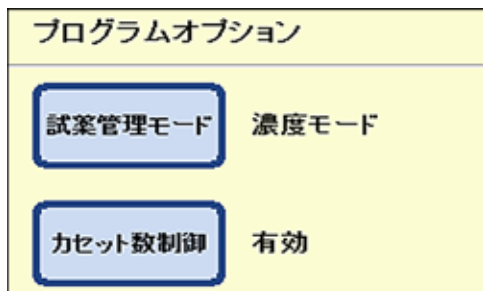 プログラムオプション
試薬管理モード 濃度モード
カセット数制御 有効